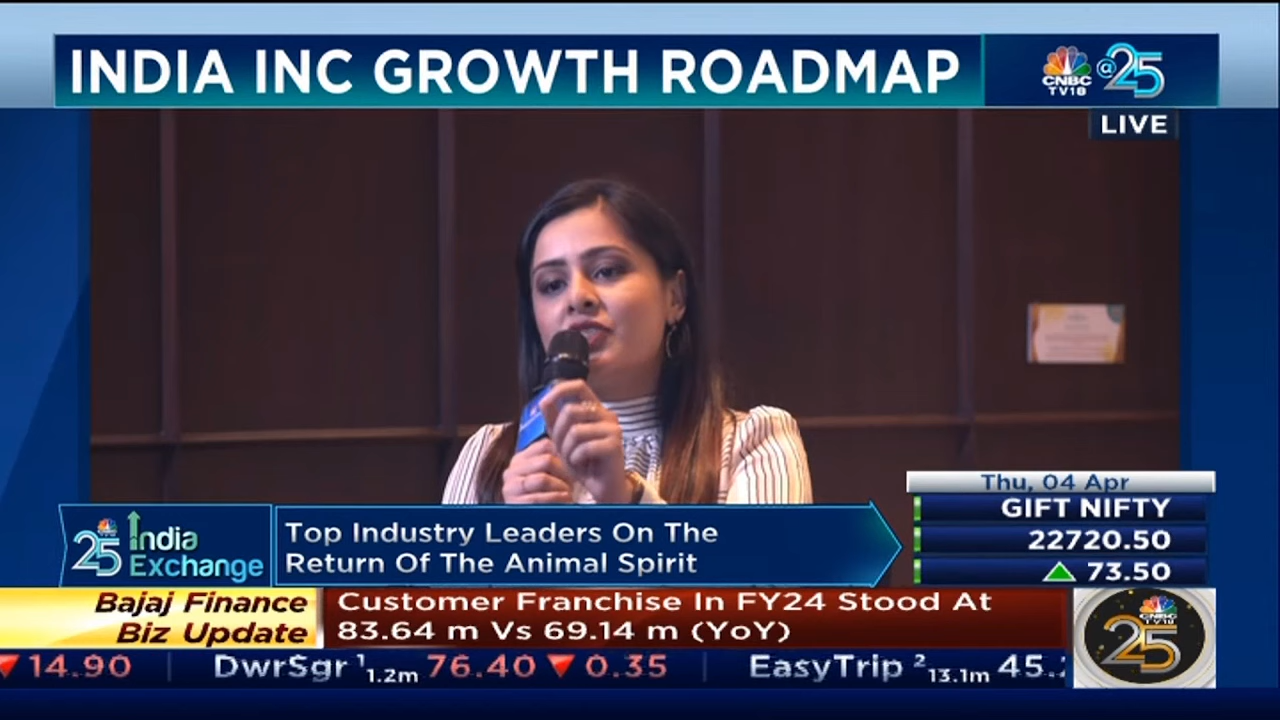 INDIA INC GROWTH ROADMAP
CNBC TV18 @25
LIVE
Thu, 04 Apr
GIFT NIFTY
22720.50
73.50
25 India Exchange
Top Industry Leaders On The
Return Of The Animal Spirit
Bajaj Finance
Biz Update
Customer Franchise In FY24 Stood At
83.64 m Vs 69.14 m (YoY)
CNBC TV18
25
14.90 DwrSgr 1 1.2m 76.40 0.35 EasyTrip 2 13.1m 45.